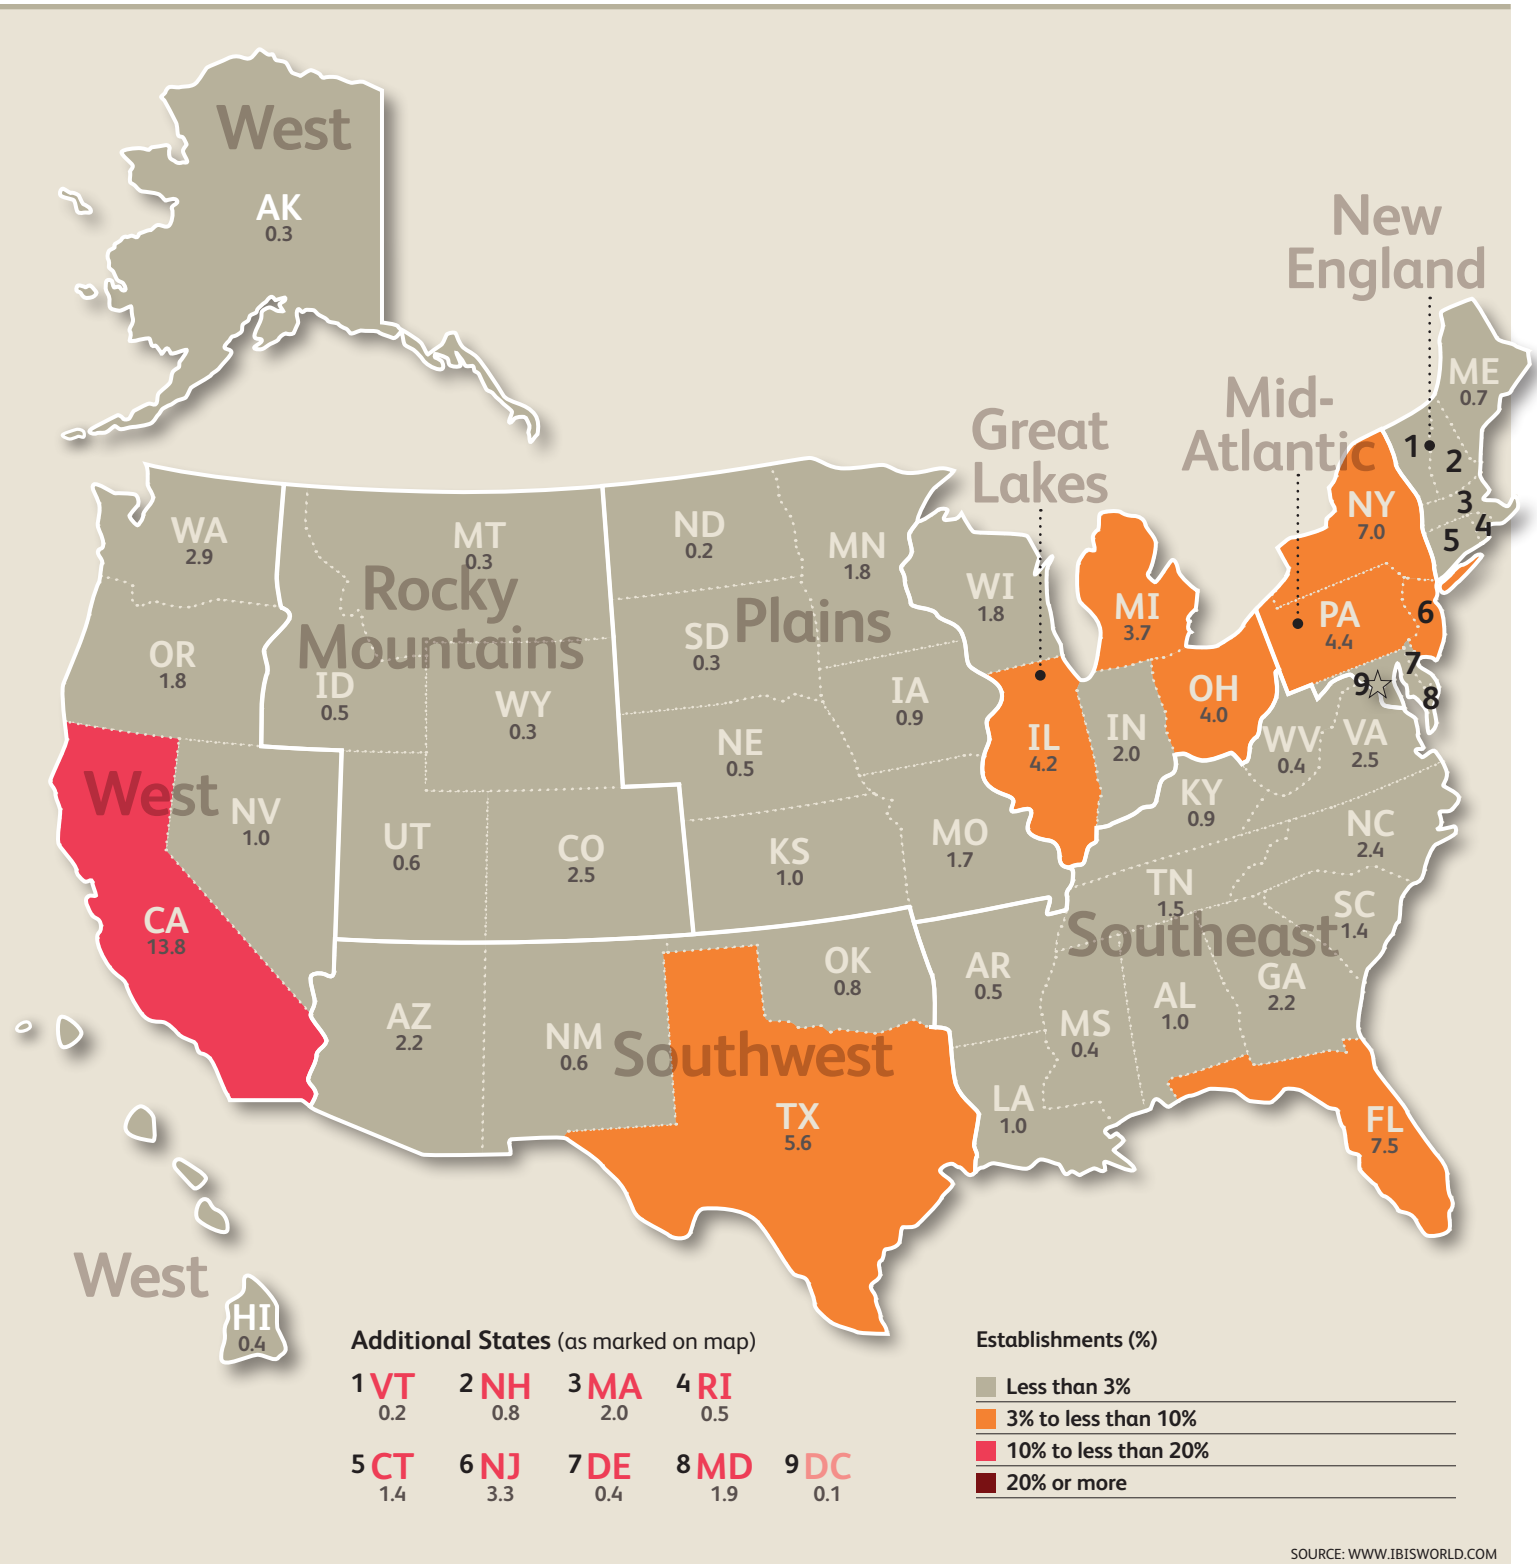 West
AK
0.3
New
England
ME
0.7
Mid-
Atlantic
Great
Lakes
1
2
3
4
5
NY
7.0
WA
2.9
MT
0.3
ND
0.2
MN
1.8
Rocky
Mountains
WI
1.8
MI
3.7
PA
4.4
6
7
8
9
OR
1.8
SD
0.3
Plains
ID
0.5
WY
0.3
IA
0.9
OH
4.0
NE
0.5
IL
4.2
IN
2.0
WV
0.4
VA
2.5
West
NV
1.0
UT
0.6
CO
2.5
KS
1.0
MO
1.7
KY
0.9
NC
2.4
CA
13.8
TN
1.5
SC
1.4
Southeast
OK
0.8
AR
0.5
GA
2.2
AL
1.0
AZ
2.2
NM
0.6
Southwest
MS
0.4
TX
5.6
LA
1.0
FL
7.5
West
HI
0.4
Additional States (as marked on map)
1 VT 2 NH 3 MA 4 RI
0.2 0.8 2.0 0.5
5 CT 6 NJ 7 DE 8 MD 9 DC
1.4 3.3 0.4 1.9 0.1
Establishments (%)
Less than 3%
3% to less than 10%
10% to less than 20%
20% or more
SOURCE: WWW.IBISWORLD.COM